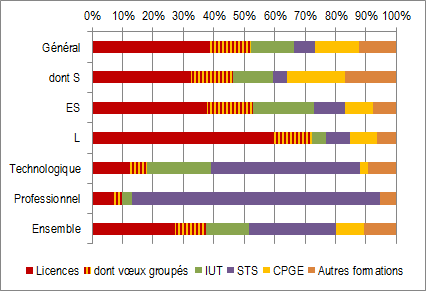 0% 10% 20% 30% 40% 50% 60% 70% 80% 90% 100%
Général
dont S
ES
L
Technologique
Professionnel
Ensemble
Licences dont vœux groupés IUT STS CPGE Autres formations